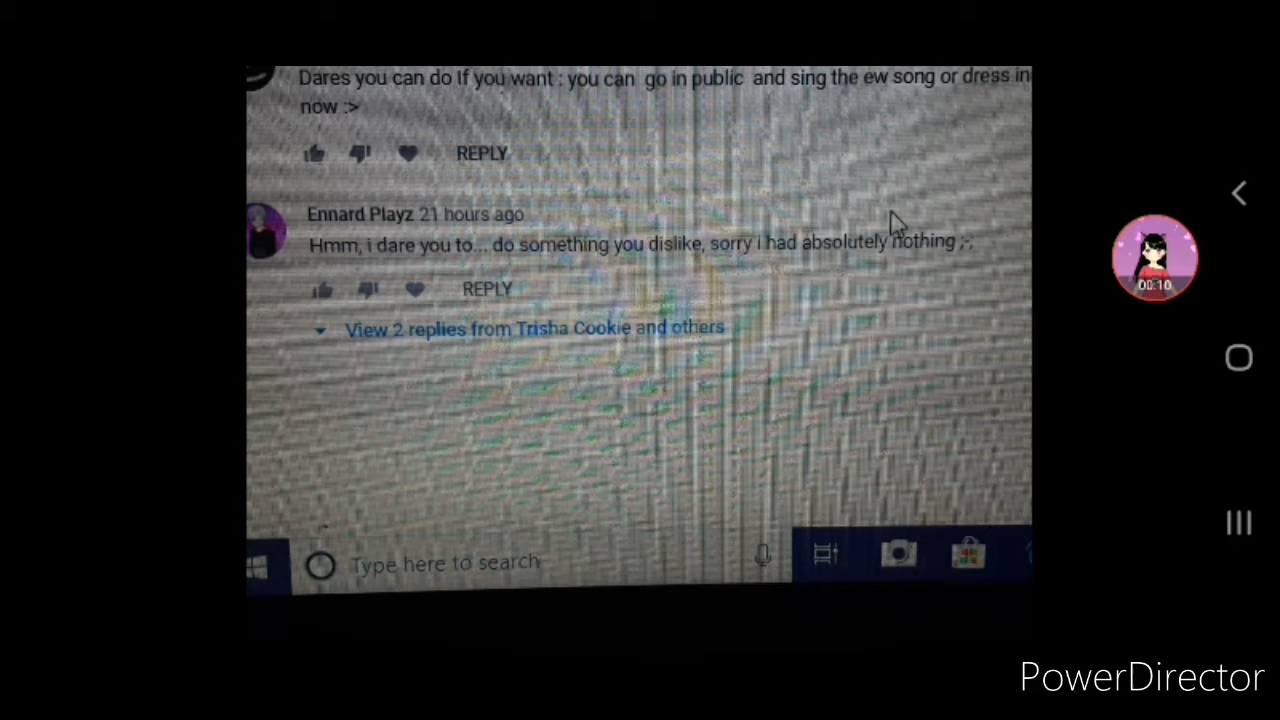 Dares you can do If you want : you can go in public and sing the ew song or dress in
now :>
REPLY
Ennard Playz 21 hours ago
Hmm, i dare you to... do something you dislike, sorry i had absolutely nothing ;-;
REPLY
View 2 replies from Trisha Cookie and others
00:10
Type here to search
PowerDirector